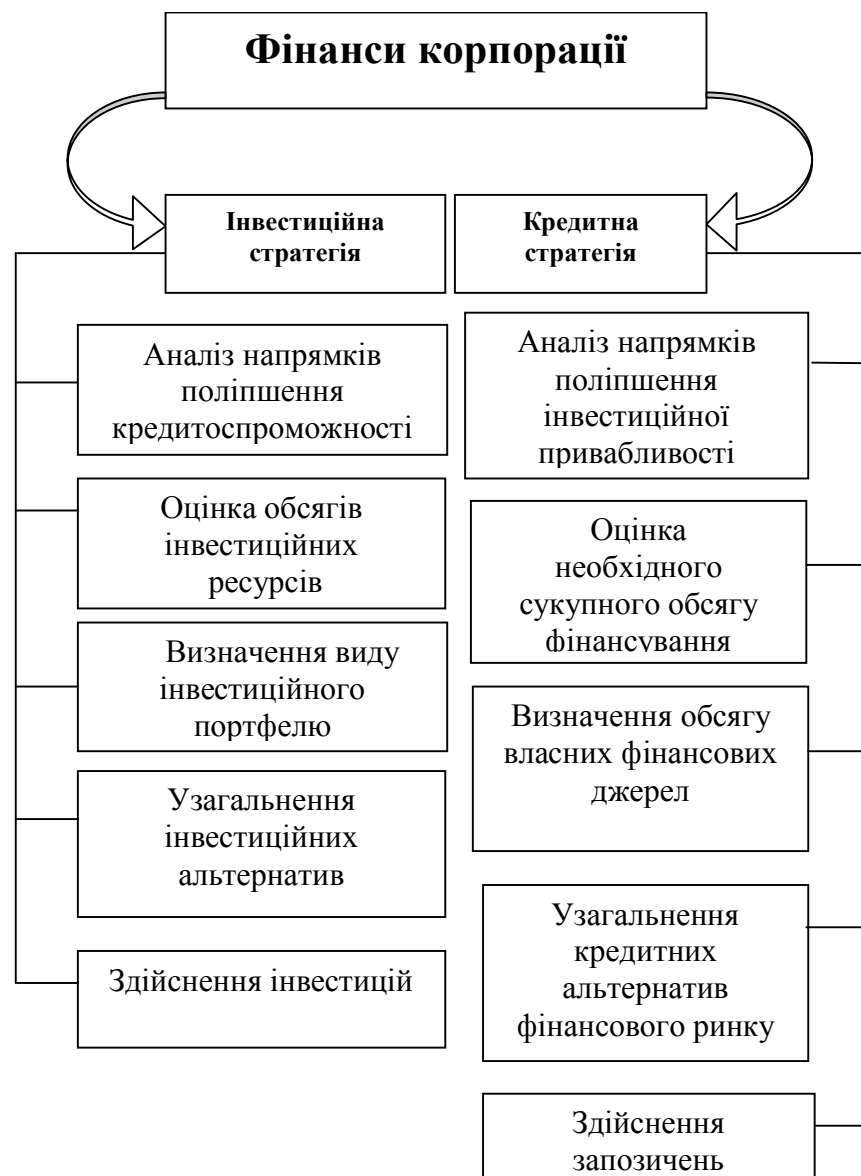 Фінанси корпорації
Інвестиційна
стратегія
Кредитна
стратегія
Аналіз напрямків
поліпшення
кредитоспроможності
Оцінка обсягів
інвестиційних
ресурсів
Визначення виду
інвестиційного
портфелю
Узагальнення
інвестиційних
альтернатив
Здійснення інвестицій
Аналіз напрямків
поліпшення
інвестиційної
привабливості
Оцінка
необхідного
сукупного обсягу
фінансування
Визначення обсягу
власних фінансових
джерел
Узагальнення
кредитних
альтернатив
фінансового ринку
Здійснення
запозичень